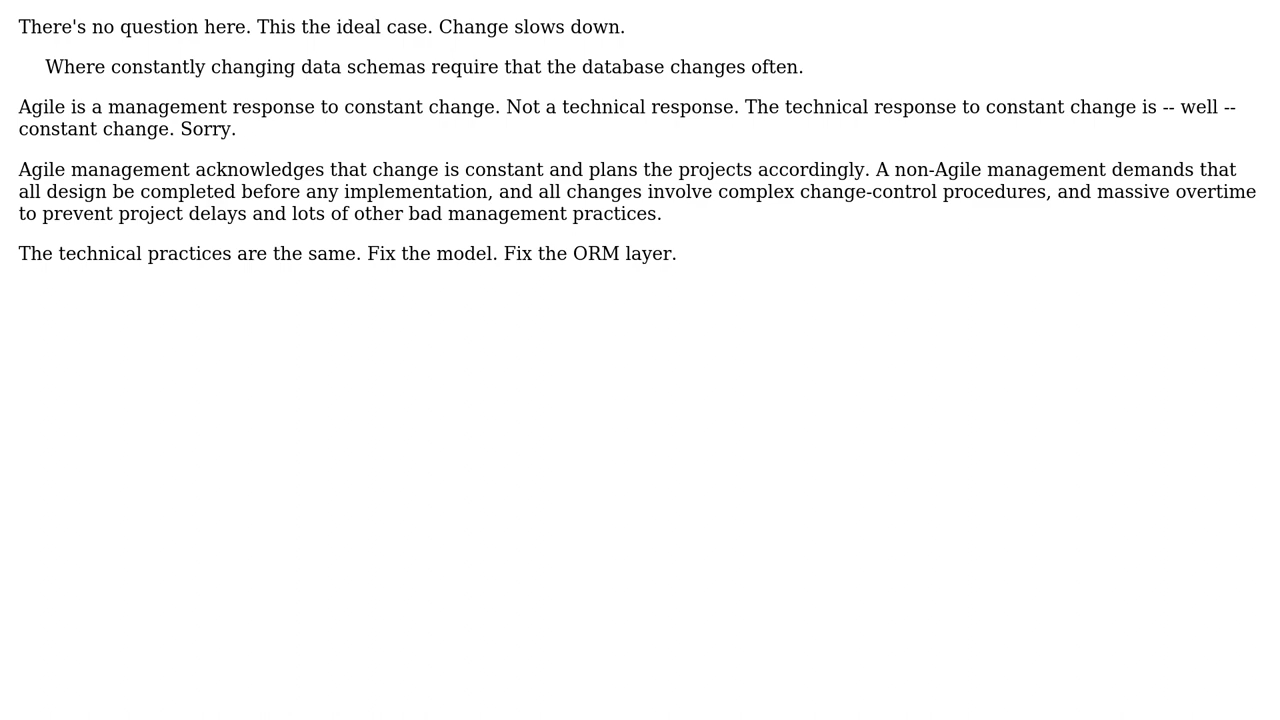 There's no question here. This the ideal case. Change slows down.
Where constantly changing data schemas require that the database changes often.
Agile is a management response to constant change. Not a technical response. The technical response to constant change is -- well --
constant change. Sorry.
Agile management acknowledges that change is constant and plans the projects accordingly. A non-Agile management demands that
all design be completed before any implementation, and all changes involve complex change-control procedures, and massive overtime
to prevent project delays and lots of other bad management practices.
The technical practices are the same. Fix the model. Fix the ORM layer.